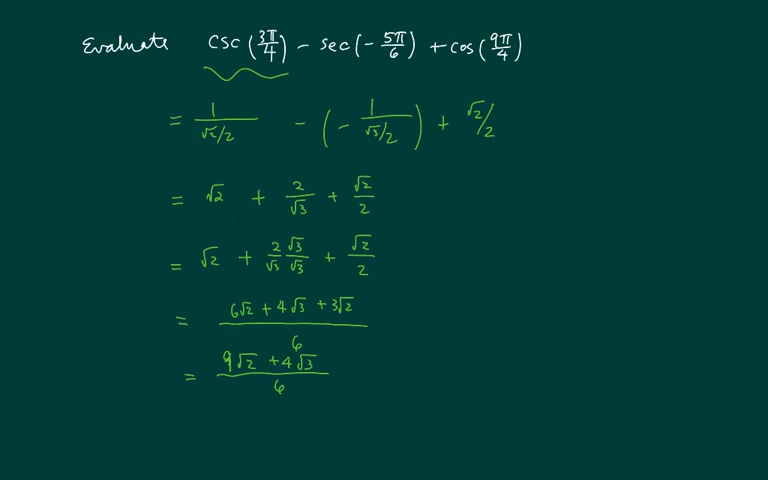 Evaluate csc(3π/4) - sec(-5π/6) + cos(9π/4)
= 1/(√2/2) - (- 1/(√3/2)) + √2/2
= √2 + 2/√3 + √2/2
= √2 + 2/√3 √3/√3 + √2/2
= (6√2 + 4√3 + 3√2)/6
= (9√2 + 4√3)/6